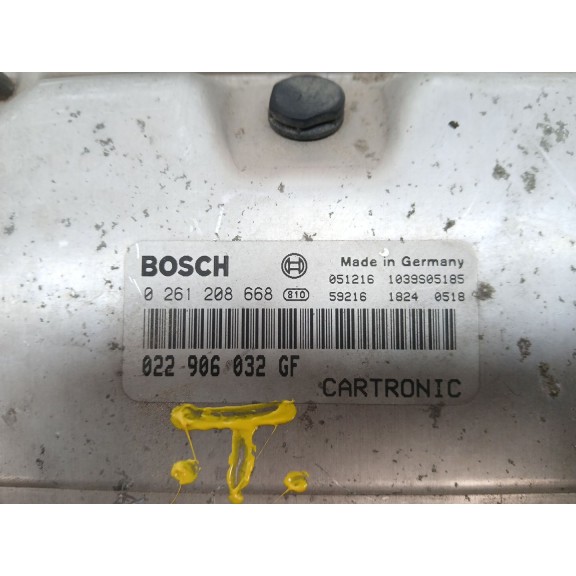 BOSCH
Made in Germany
051216 1039S05185
0 261 208 668 810 59216 1824 0518
022 906 032 GF
CARTRONIC
T